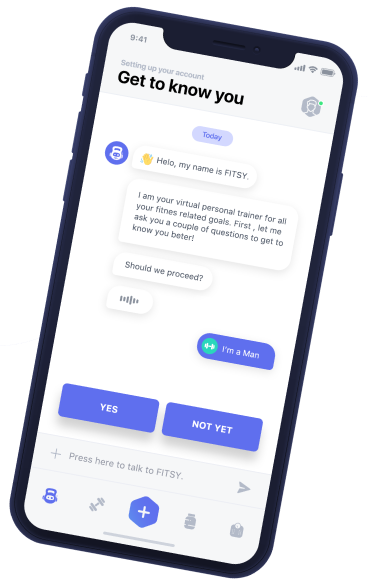 9:41
Setting up your account
Get to know you
Today
👋 Helo, my name is FITSY.
I am your virtual personal trainer for all
your fitnes related goals. First , let me
ask you a couple of questions to get to
know you beter!
Should we proceed?
I'm a Man
YES
NOT YET
Press here to talk to FITSY.